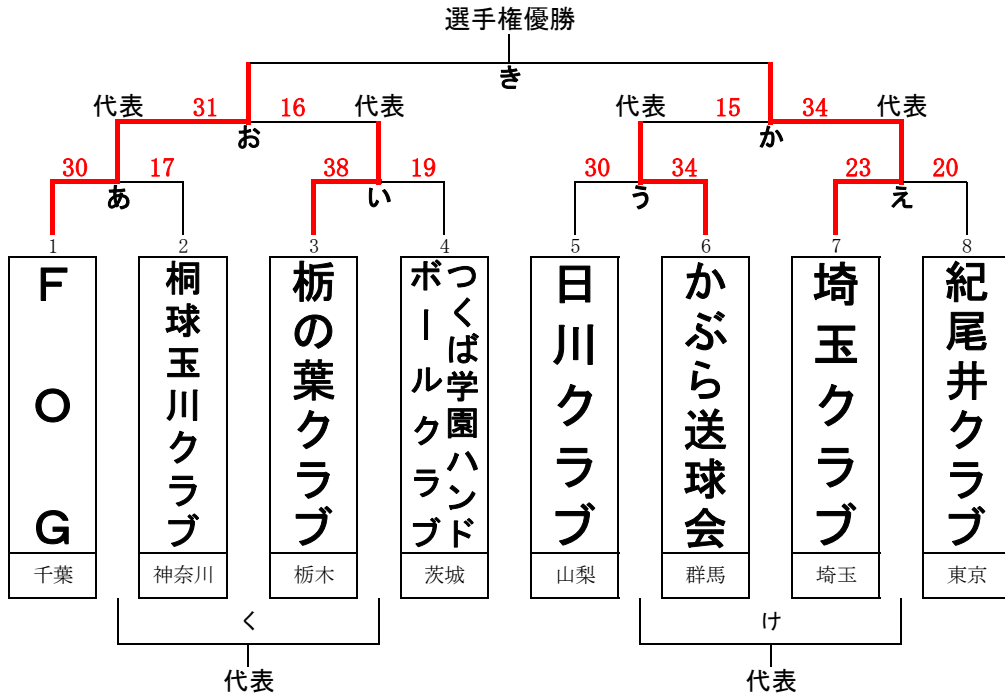 選手権優勝
き
代表 31 16 代表 代表 15 34 代表
お か
30 17 38 19 30 34 23 20
あ い う え
1 2 3 4 5 6 7 8
FOG
桐球玉川クラブ
栃の葉クラブ
つくば学園ハンド
ボールクラブ
日川クラブ
かぶら送球会
埼玉クラブ
紀尾井クラブ
千葉 神奈川 栃木 茨城 山梨 群馬 埼玉 東京
く け
代表 代表